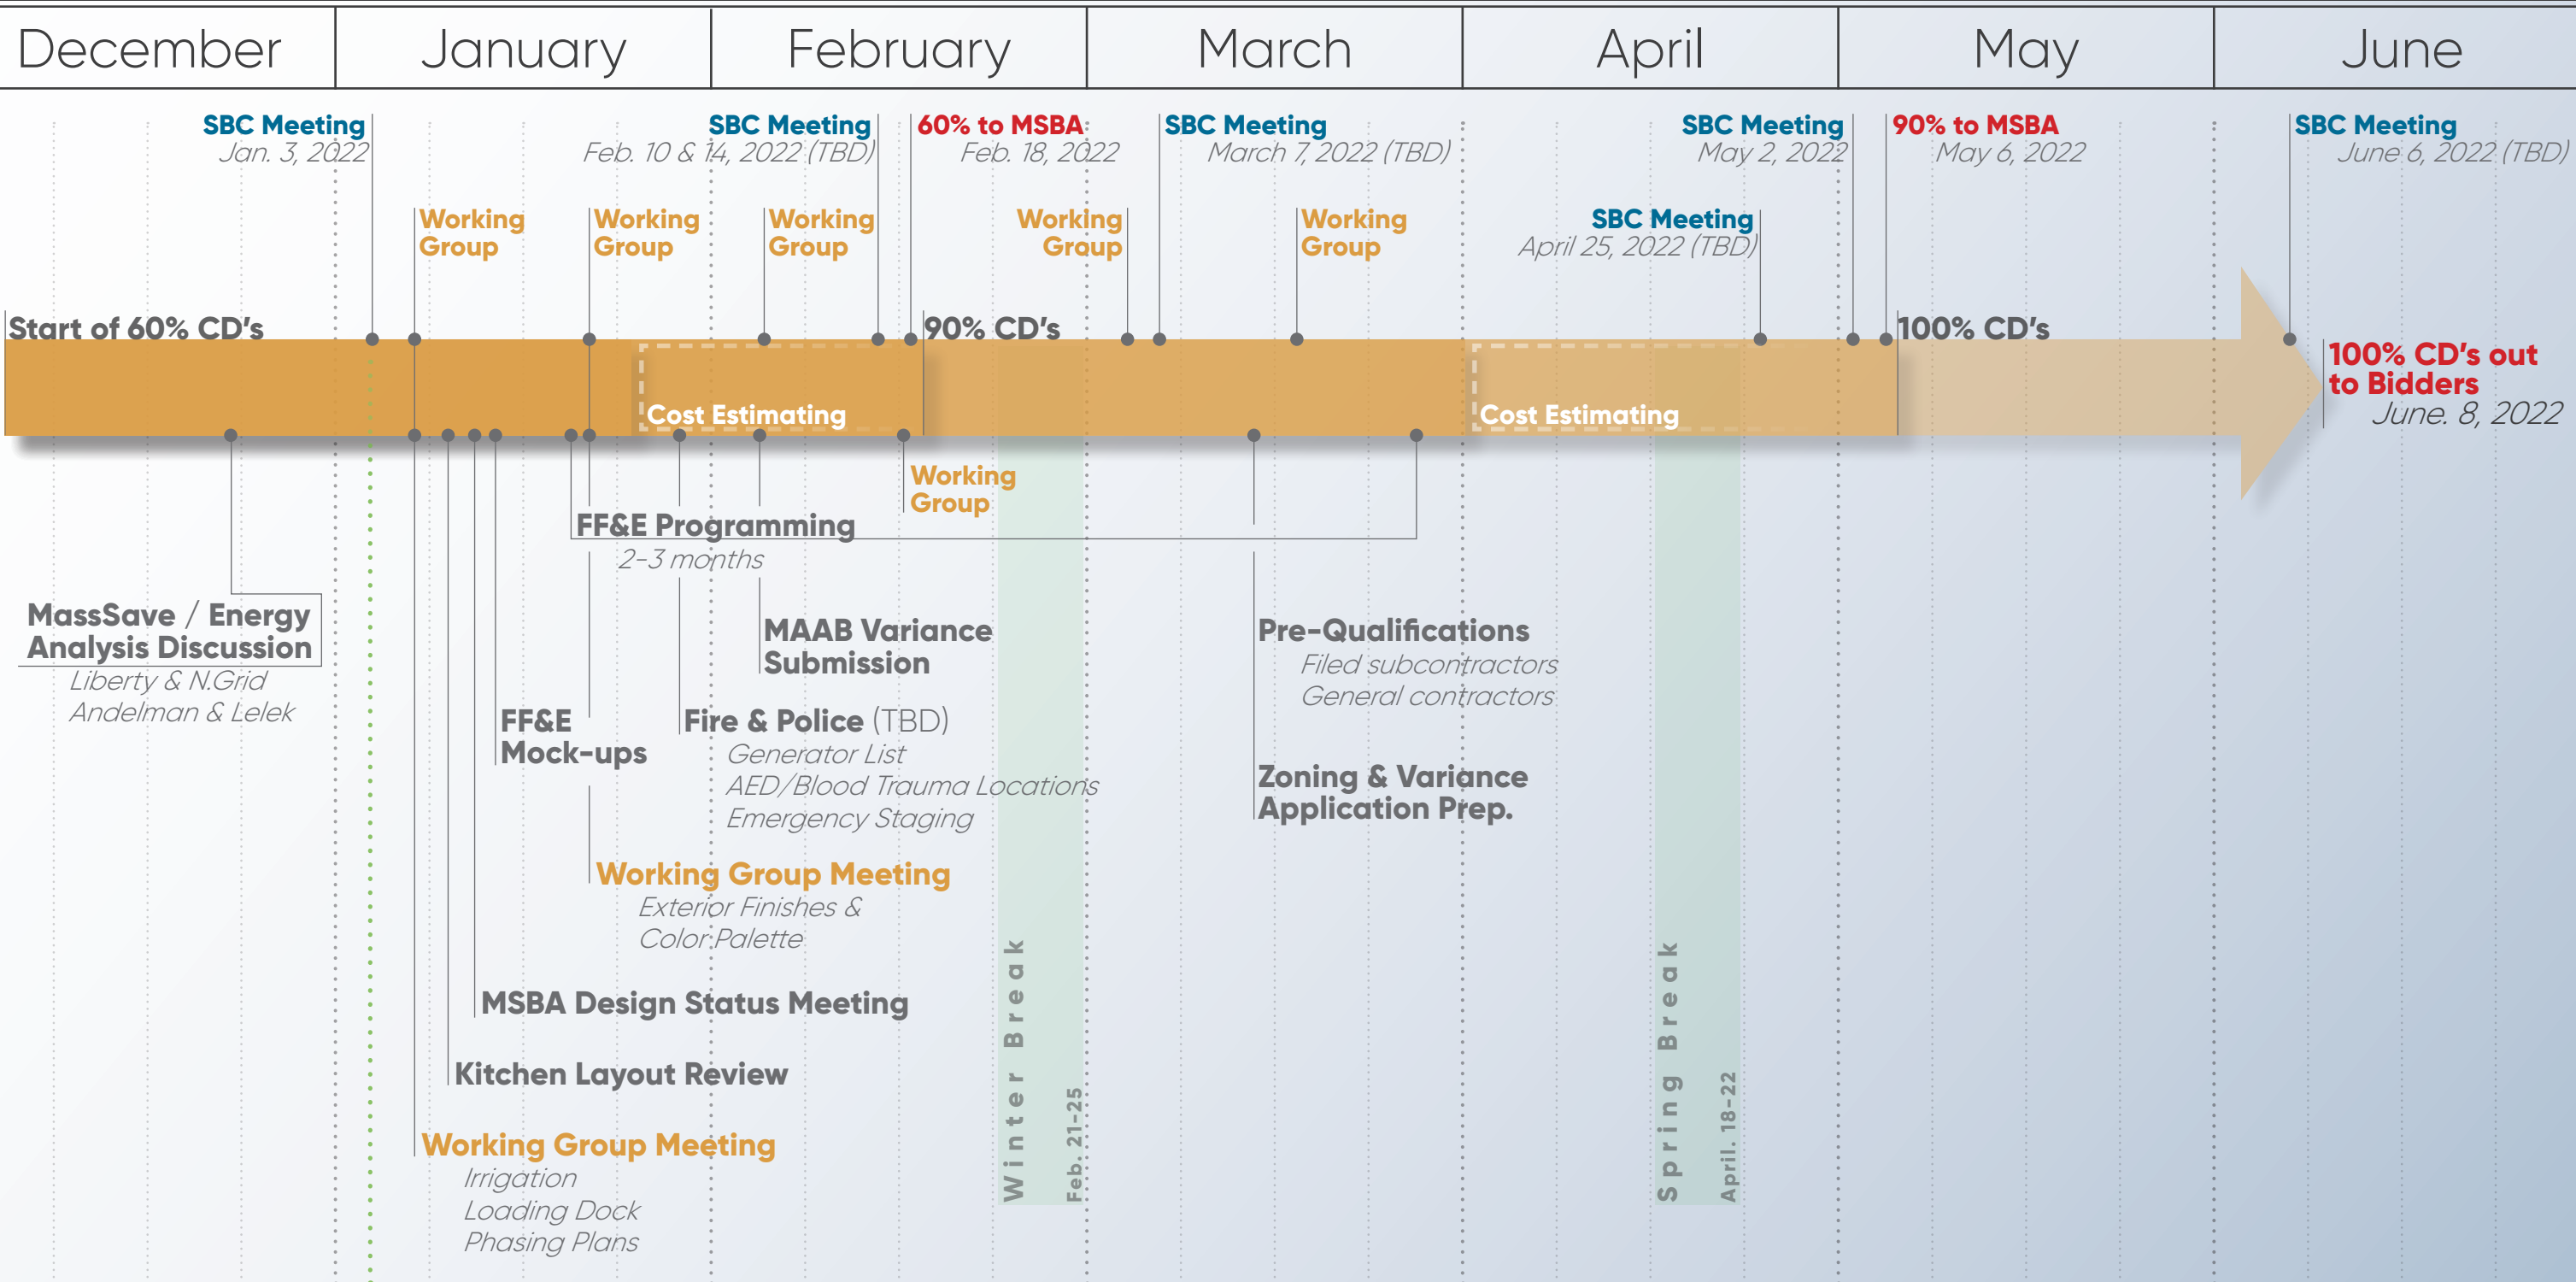 December January February March April May June
SBC Meeting
Jan. 3, 2022
SBC Meeting
Feb. 10 & 14, 2022 (TBD)
60% to MSBA
Feb. 18, 2022
SBC Meeting
March 7, 2022 (TBD)
SBC Meeting
May 2, 2022
90% to MSBA
May 6, 2022
SBC Meeting
June 6, 2022 (TBD)
Working
Group
Working
Group
Working
Group
Working
Group
Working
Group
SBC Meeting
April 25, 2022 (TBD)
Start of 60% CD's
90% CD's
100% CD's
100% CD's out
to Bidders
June. 8, 2022
Cost Estimating
Cost Estimating
Working
Group
FF&E Programming
2-3 months
MassSave / Energy
Analysis Discussion
Liberty & N.Grid
Andelman & Lelek
MAAB Variance
Submission
Pre-Qualifications
Filed subcontractors
General contractors
FF&E
Mock-ups
Fire & Police (TBD)
Generator List
AED/Blood Trauma Locations
Emergency Staging
Zoning & Variance
Application Prep.
Working Group Meeting
Exterior Finishes &
Color Palette
MSBA Design Status Meeting
Kitchen Layout Review
Working Group Meeting
Irrigation
Loading Dock
Phasing Plans
Winter Break
Feb. 21-25
Spring Break
April. 18-22